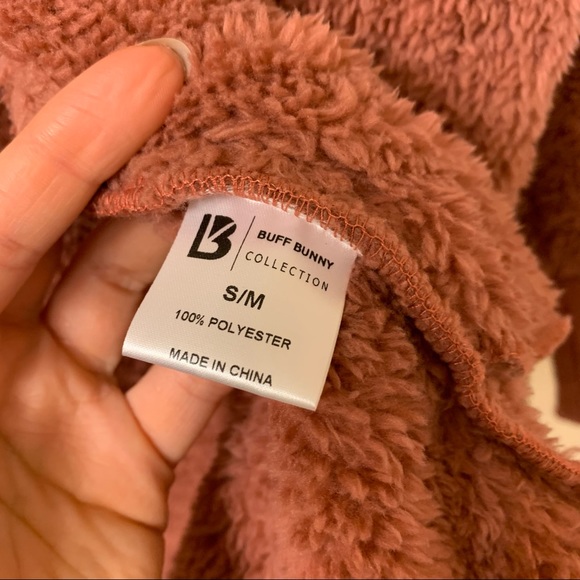 BUFF BUNNY
COLLECTION
S/M
100% POLYESTER
MADE IN CHINA